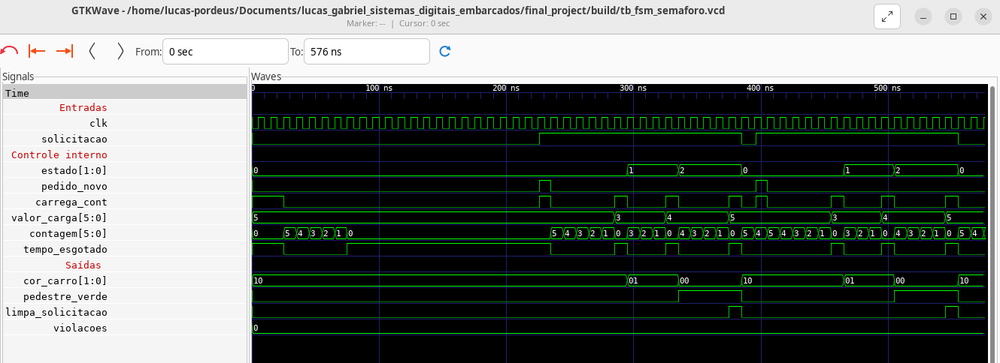 GTKWave - /home/lucas-pordeus/Documents/lucas_gabriel_sistemas_digitais_embarcados/final_project/build/tb_fsm_semaforo.vcd
Marker: -- | Cursor: 0 sec
From: 0 sec To: 576 ns
Signals Waves
Time 0 100 ns 200 ns 300 ns 400 ns 500 ns
Entradas
clk
solicitacao
Controle interno
estado[1:0] 0 1 2 0 1 2 0
pedido_novo
carrega_cont
valor_carga[5:0] 5 3 4 5 3 4 5
contagem[5:0] 0 5 4 3 2 1 0 5 4 3 2 1 0 3 2 1 0 4 3 2 1 0 5 4 5 4 3 2 1 0 3 2 1 0 4 3 2 1 0 5 4
tempo_esgotado
Saídas
cor_carro[1:0] 10 01 00 10 01 00 10
pedestre_verde
limpa_solicitacao
violacoes 0